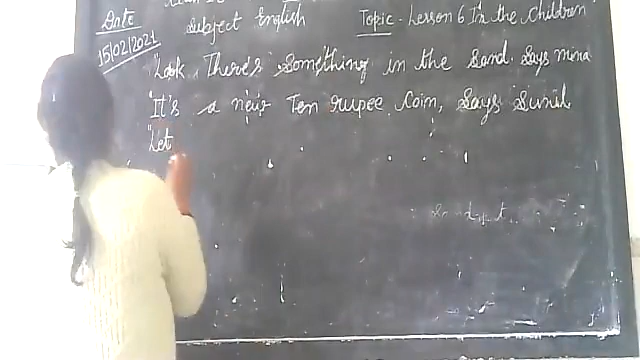 Date
15/02/2021
Subject English
Topic - Lesson 6 In the Children
"Look, There's Something in the Sand. Says Mona
"It's a new Ten rupee Coin, Says Sunil
"Let